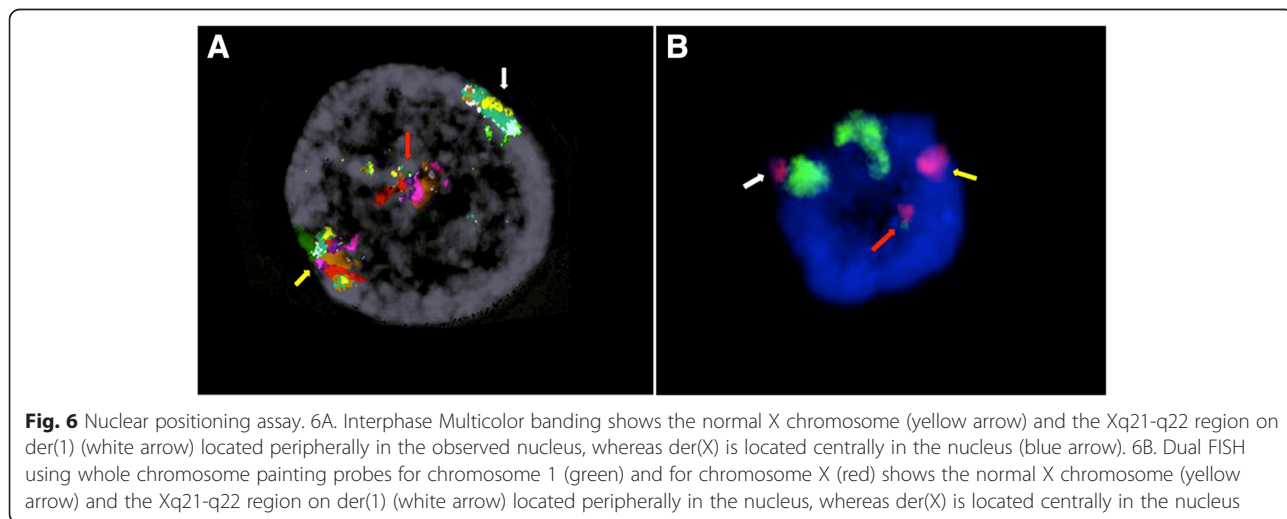 A
B
Fig. 6 Nuclear positioning assay. 6A. Interphase Multicolor banding shows the normal X chromosome (yellow arrow) and the Xq21-q22 region on
der(1) (white arrow) located peripherally in the observed nucleus, whereas der(X) is located centrally in the nucleus (blue arrow). 6B. Dual FISH
using whole chromosome painting probes for chromosome 1 (green) and for chromosome X (red) shows the normal X chromosome (yellow
arrow) and the Xq21-q22 region on der(1) (white arrow) located peripherally in the nucleus, whereas der(X) is located centrally in the nucleus